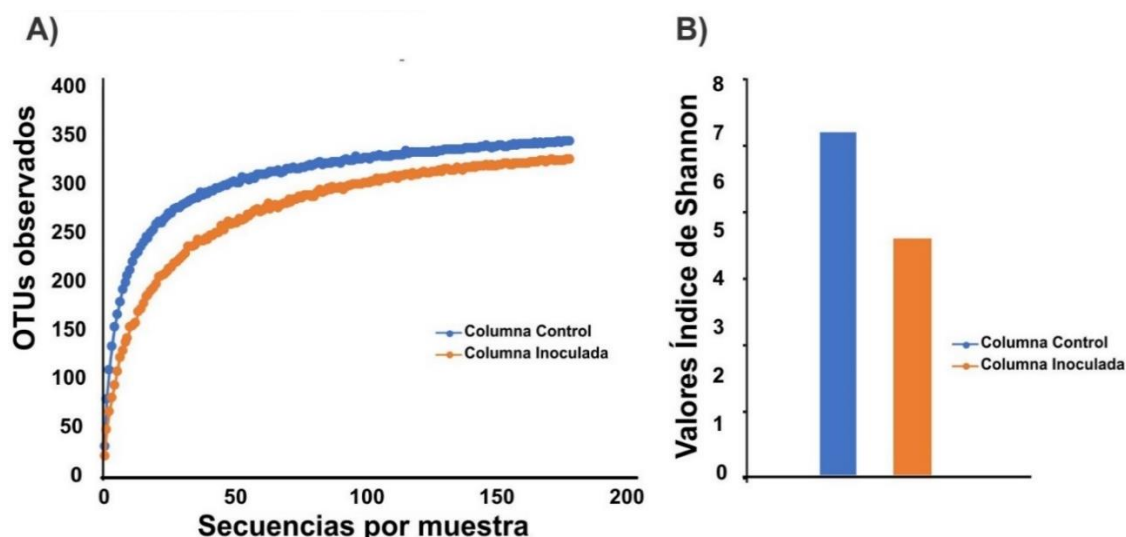 A)
OTUs observados
400
350
300
250
200
150
100
50
0
0 50 100 150 200
Secuencias por muestra
Columna Control
Columna Inoculada
B)
Valores Índice de Shannon
8
7
6
5
4
3
2
1
0
Columna Control
Columna Inoculada